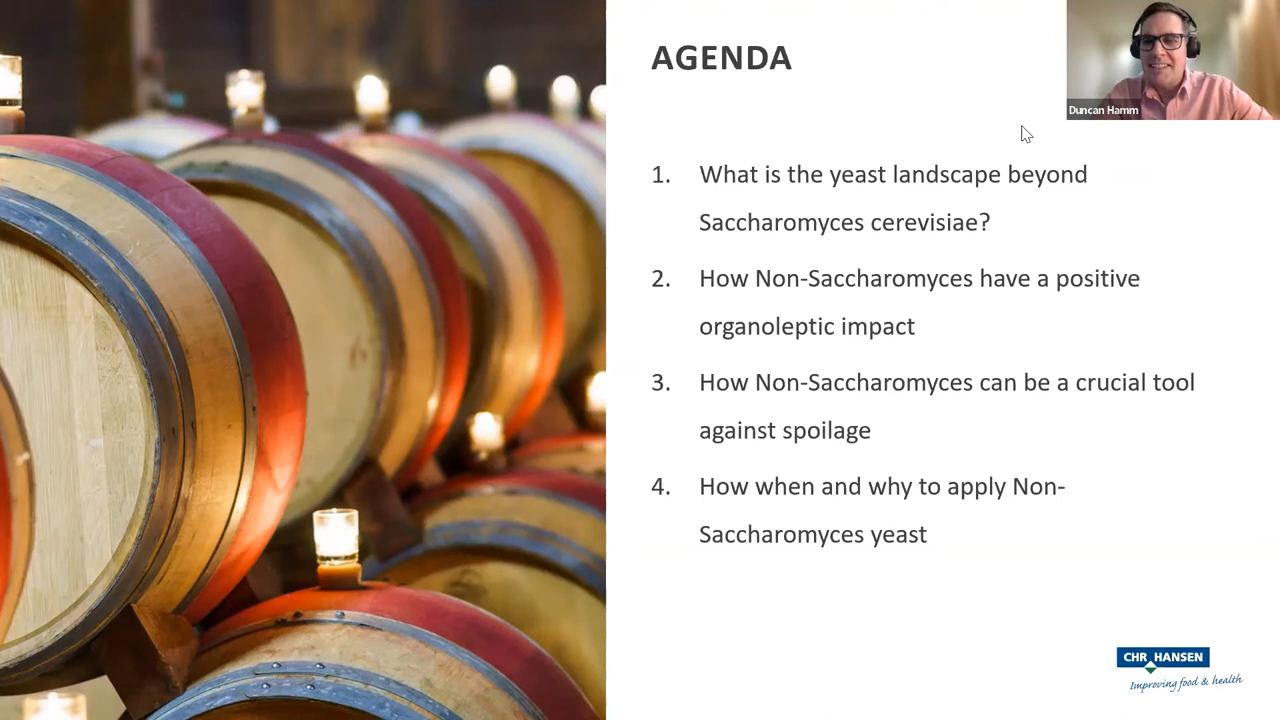 AGENDA
Duncan Hamm
1. What is the yeast landscape beyond
Saccharomyces cerevisiae?
2. How Non-Saccharomyces have a positive
organoleptic impact
3. How Non-Saccharomyces can be a crucial tool
against spoilage
4. How when and why to apply Non-
Saccharomyces yeast
CHR HANSEN
Improving food & health